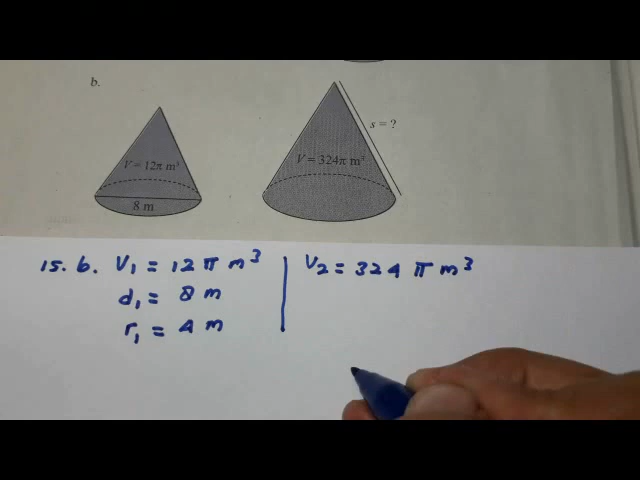 b.
s = ?
V = 12π m³
V = 324π m³
8 m
15. b. V₁ = 12 π m³
V₂ = 324 π m³
d₁ = 8 m
r₁ = 4 m